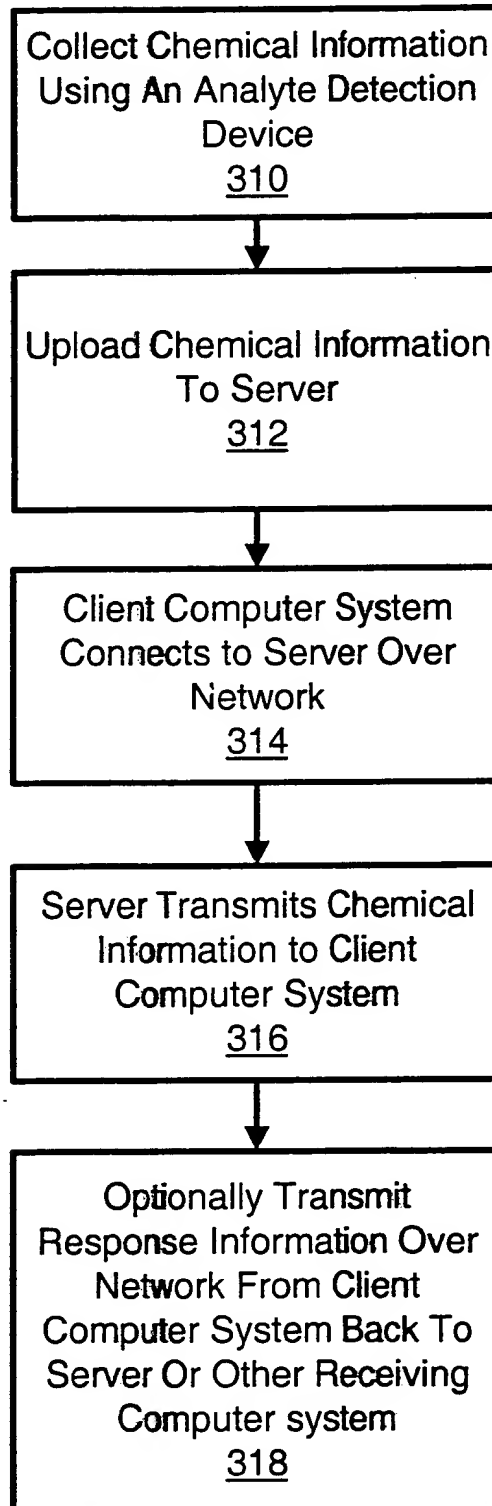 Collect Chemical Information
Using An Analyte Detection
Device
310
Upload Chemical Information
To Server
312
Client Computer System
Connects to Server Over
Network
314
Server Transmits Chemical
Information to Client
Computer System
316
Optionally Transmit
Response Information Over
Network From Client
Computer System Back To
Server Or Other Receiving
Computer system
318